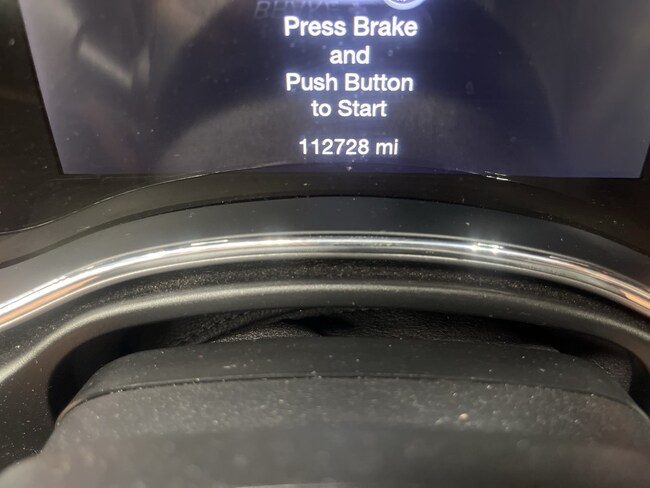 Press Brake
and
Push Button
to Start
112728 mi